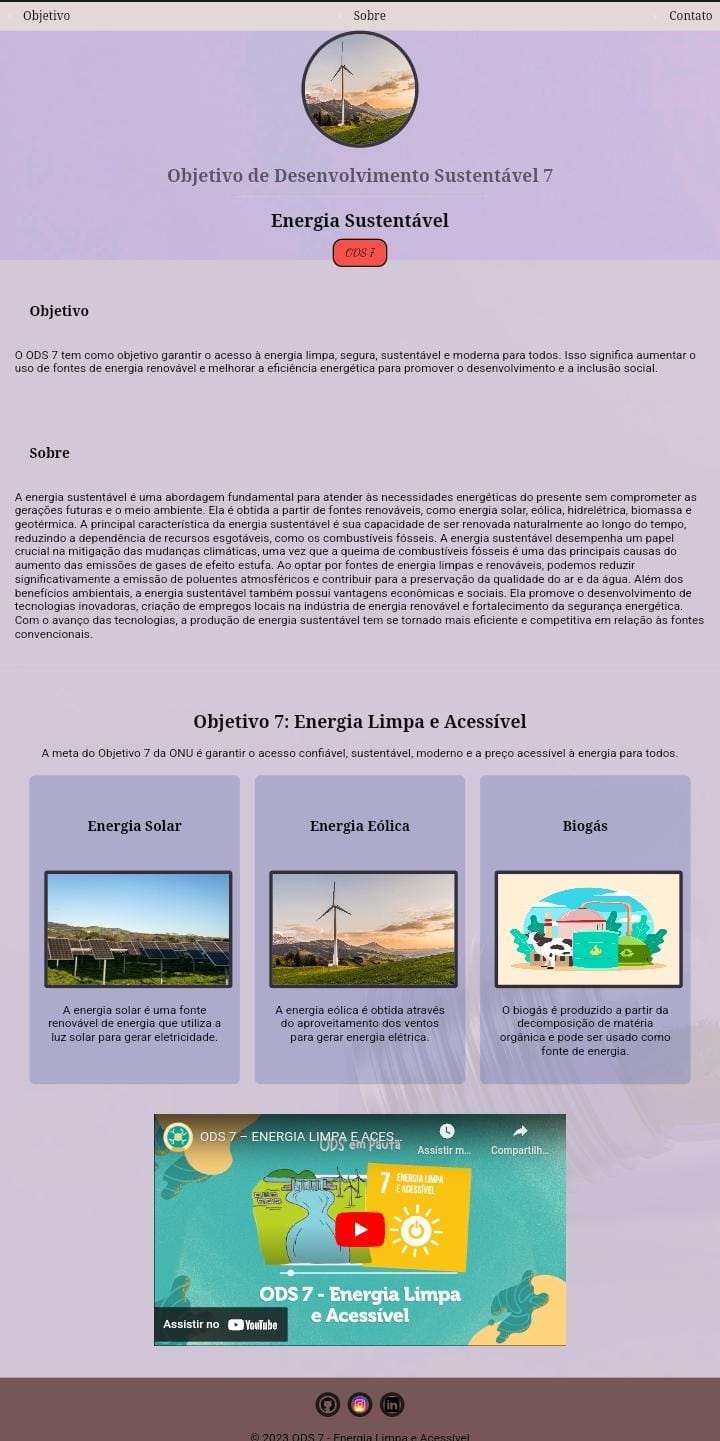 Objetivo
Sobre
Contato
Objetivo de Desenvolvimento Sustentável 7
Energia Sustentável
ODS 7
Objetivo
O ODS 7 tem como objetivo garantir o acesso à energia limpa, segura, sustentável e moderna para todos. Isso significa aumentar o
uso de fontes de energia renovável e melhorar a eficiência energética para promover o desenvolvimento e a inclusão social.
Sobre
A energia sustentável é uma abordagem fundamental para atender às necessidades energéticas do presente sem comprometer as
gerações futuras e o meio ambiente. Ela é obtida a partir de fontes renováveis, como energia solar, eólica, hidrelétrica, biomassa e
geotérmica. A principal característica da energia sustentável é sua capacidade de ser renovada naturalmente ao longo do tempo,
reduzindo a dependência de recursos esgotáveis, como os combustíveis fósseis. A energia sustentável desempenha um papel
crucial na mitigação das mudanças climáticas, uma vez que a queima de combustíveis fósseis é uma das principais causas do
aumento das emissões de gases de efeito estufa. Ao optar por fontes de energia limpas e renováveis, podemos reduzir
significativamente a emissão de poluentes atmosféricos e contribuir para a preservação da qualidade do ar e da água. Além dos
benefícios ambientais, a energia sustentável também possui vantagens econômicas e sociais. Ela promove o desenvolvimento de
tecnologias inovadoras, criação de empregos locais na indústria de energia renovável e fortalecimento da segurança energética.
Com o avanço das tecnologias, a produção de energia sustentável tem se tornado mais eficiente e competitiva em relação às fontes
convencionais.
Objetivo 7: Energia Limpa e Acessível
A meta do Objetivo 7 da ONU é garantir o acesso confiável, sustentável, moderno e a preço acessível à energia para todos.
Energia Solar
A energia solar é uma fonte
renovável de energia que utiliza a
luz solar para gerar eletricidade.
Energia Eólica
A energia eólica é obtida através
do aproveitamento dos ventos
para gerar energia elétrica.
Biogás
O biogás é produzido a partir da
decomposição de matéria
orgânica e pode ser usado como
fonte de energia.
ODS 7 – ENERGIA LIMPA E ACES...
Assistir m...
Compartilh...
ODS em Pauta
7 ENERGIA LIMPA
E ACESSÍVEL
ODS 7 - Energia Limpa
e Acessível
Assistir no YouTube
in
© 2023 ODS 7 - Energia Limpa e Acessível